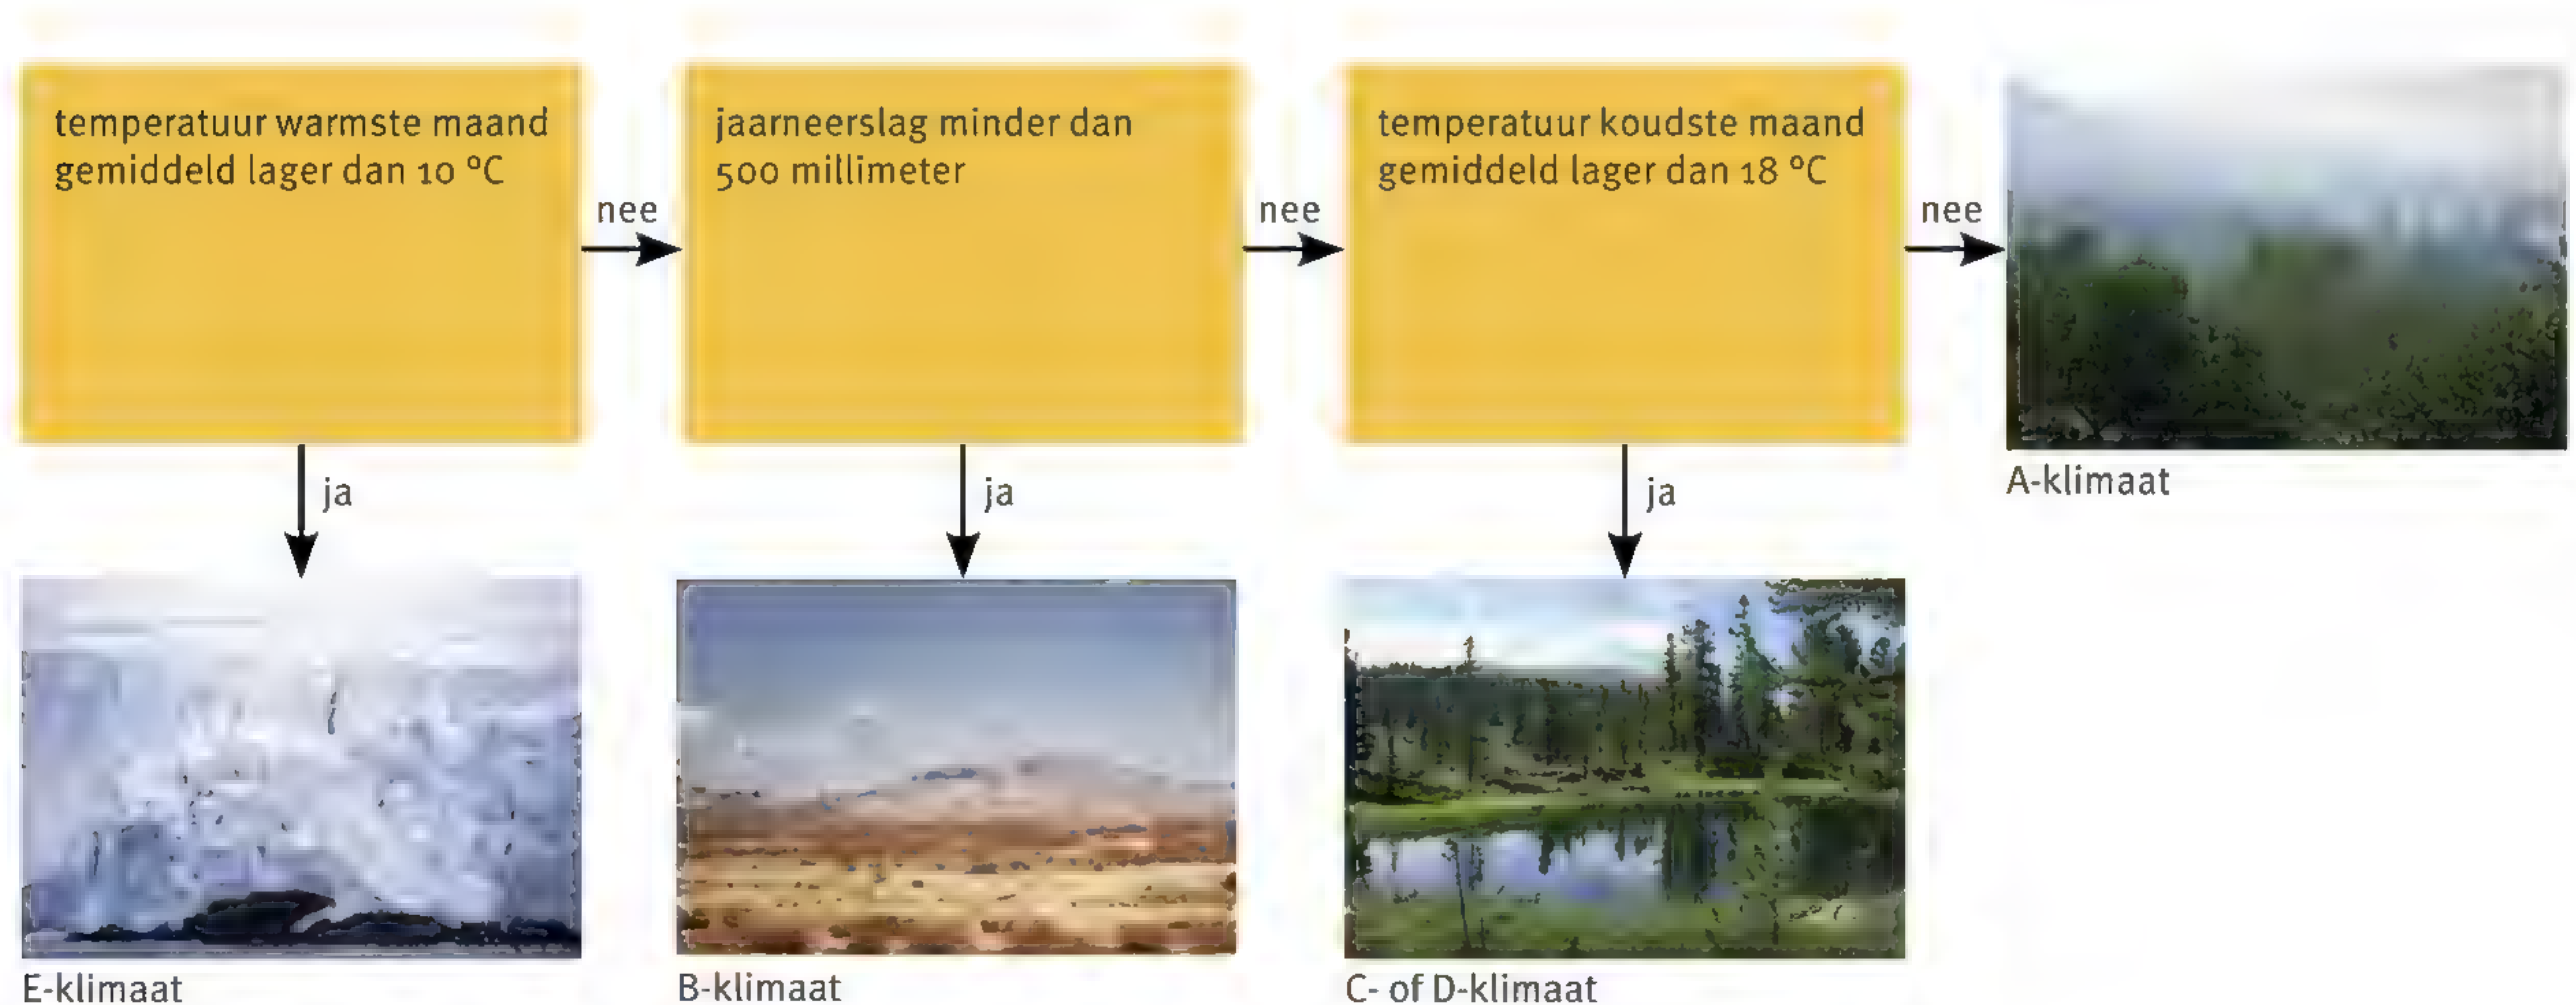 temperatuur warmste maand
gemiddeld lager dan 10 °C
nee
jaarneerslag minder dan
500 millimeter
nee
temperatuur koudste maand
gemiddeld lager dan 18 °C
nee
A-klimaat
ja
ja
ja
E-klimaat
B-klimaat
C- of D-klimaat